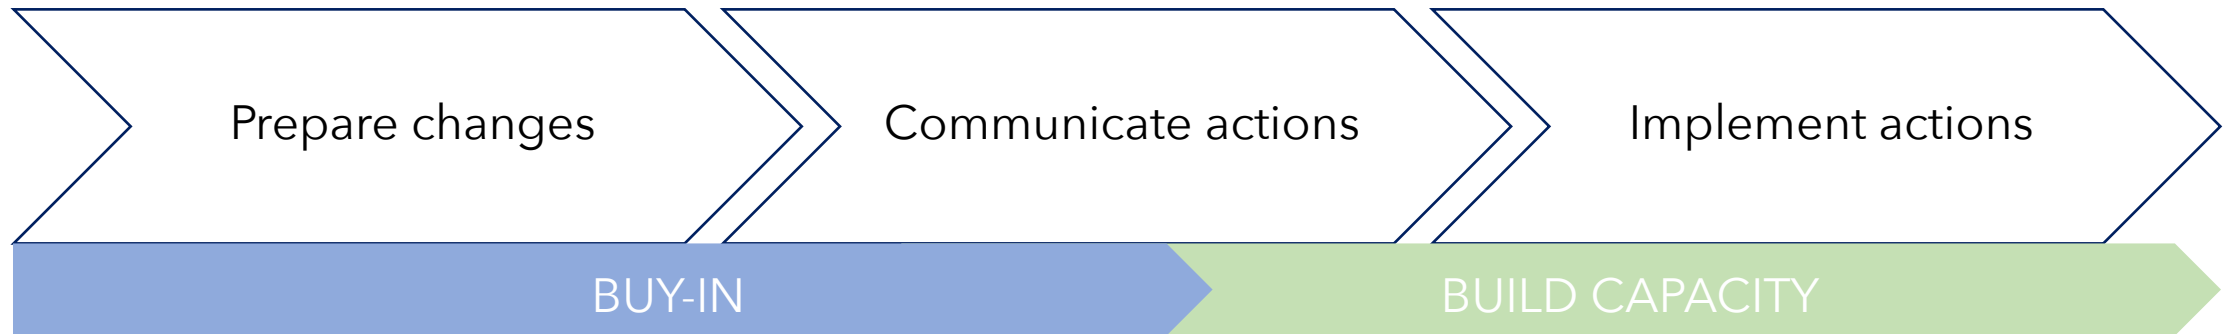 Prepare changes
Communicate actions
Implement actions
BUY-IN
BUILD CAPACITY